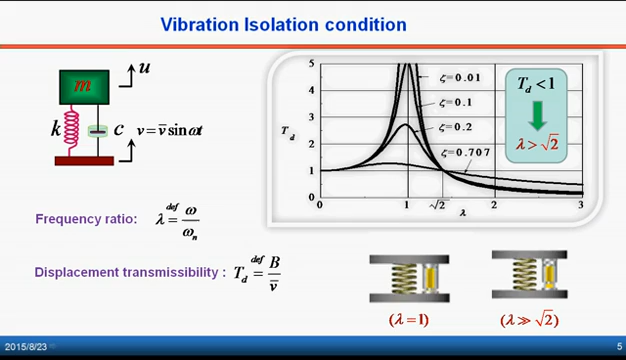 Vibration Isolation condition
m
u
k
c
v=v̄ sin ωt
T_d
5
4
3
2
1
0
ζ=0.01
ζ=0.1
ζ=0.2
ζ=0.707
T_d < 1
λ > √2
0 1 √2 2 3
λ
Frequency ratio: λ def= ω/ω_n
Displacement transmissibility : T_d def= B/v̄
(λ=1)
(λ≫√2)
2015/8/23
5